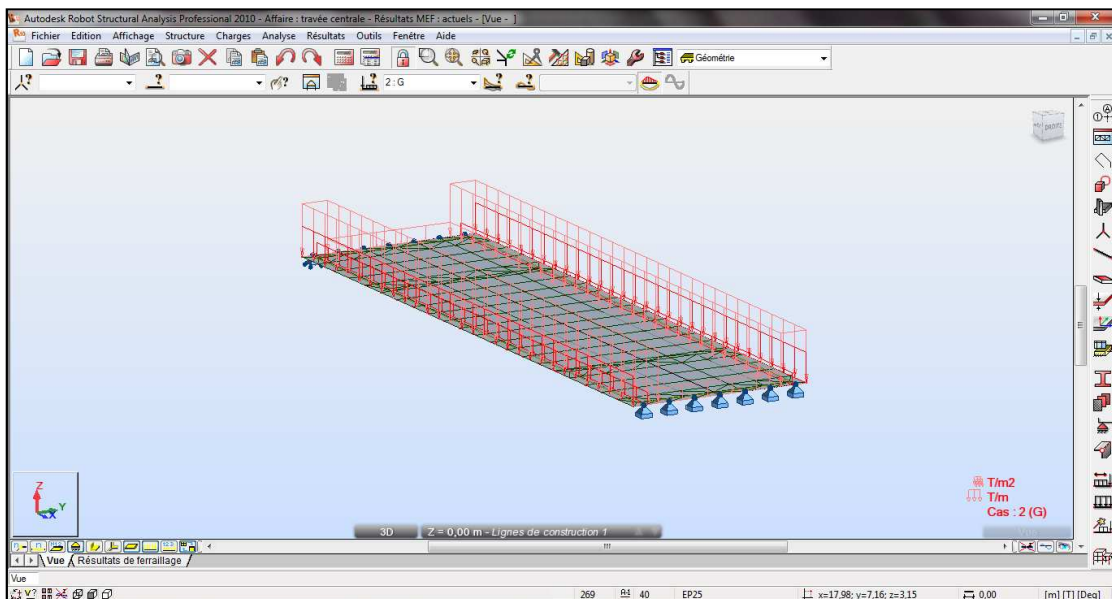 Autodesk Robot Structural Analysis Professional 2010 - Affaire : travée centrale - Résultats MEF : actuels - [Vue - ]
Fichier Edition Affichage Structure Charges Analyse Résultats Outils Fenêtre Aide
Géométrie
2 : G
Z
Y
X
T/m2
T/m
Cas : 2 (G)
3D Z = 0,00 m - Lignes de construction 1
Vue Résultats de ferraillage
Vue
269 40 EP25 x=17,98; y=7,16; z=3,15 0,00 [m] [T] [Deg]